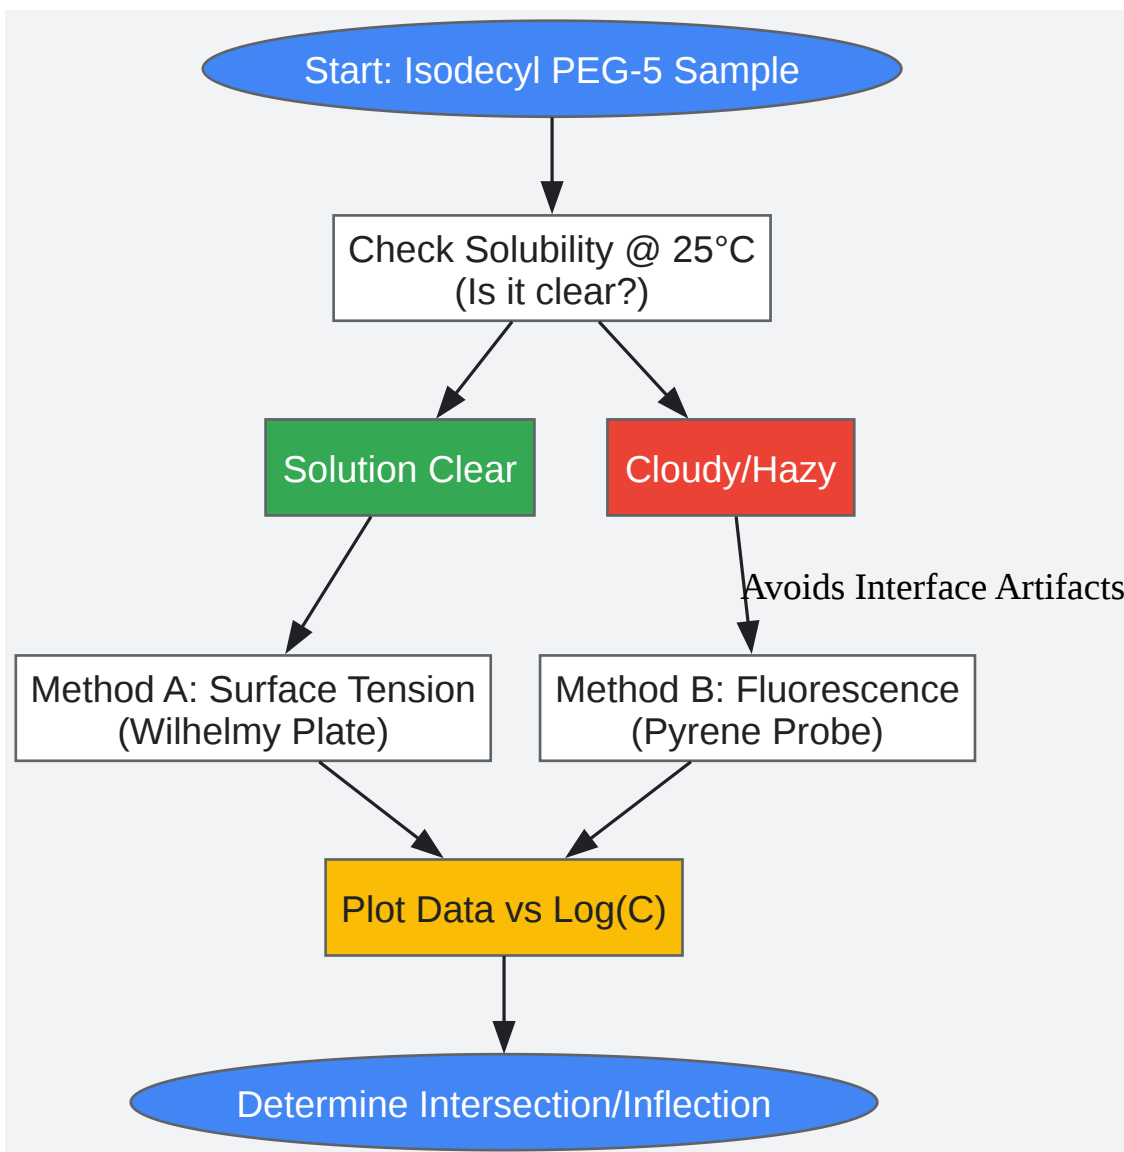 Start: Isodecyl PEG-5 Sample
Check Solubility @ 25°C
(Is it clear?)
Solution Clear
Cloudy/Hazy
Avoids Interface Artifacts
Method A: Surface Tension
(Wilhelmy Plate)
Method B: Fluorescence
(Pyrene Probe)
Plot Data vs Log(C)
Determine Intersection/Inflection